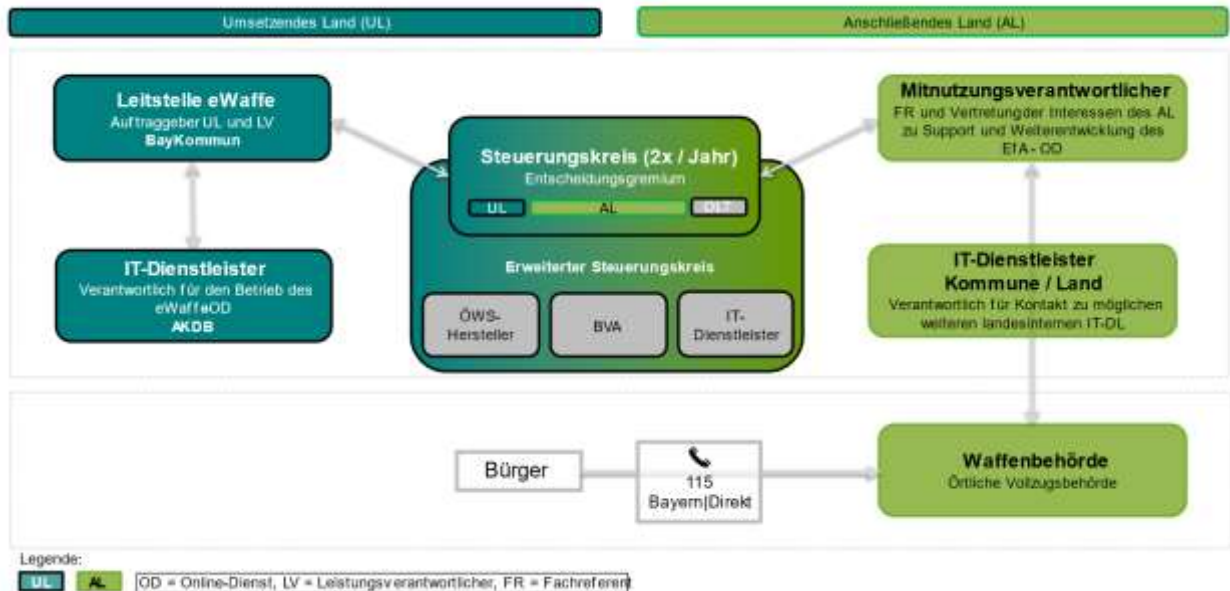 Umsetzendes Land (UL)
Anschließendes Land (AL)
Leitstelle eWaffe
Auftraggeber UL und LV
BayKommun
IT-Dienstleister
Verantwortlich für den Betrieb des
eWaffeOD
AKDB
Steuerungskreis (2x / Jahr)
Entscheidungsgremium
UL
AL
DLT
Erweiterter Steuerungskreis
ÖWS-
Hersteller
BVA
IT-
Dienstleister
Mitnutzungsverantwortlicher
FR und Vertretungder Interessen des AL
zu Support und Weiterentwicklung des
EfA - OD
IT-Dienstleister
Kommune / Land
Verantwortlich für Kontakt zu möglichen
weiteren landesinternen IT-DL
Bürger
115
Bayern|Direkt
Waffenbehörde
Örtliche Vollzugsbehörde
Legende:
UL
AL
OD = Online-Dienst, LV = Leistungsverantwortlicher, FR = Fachreferent